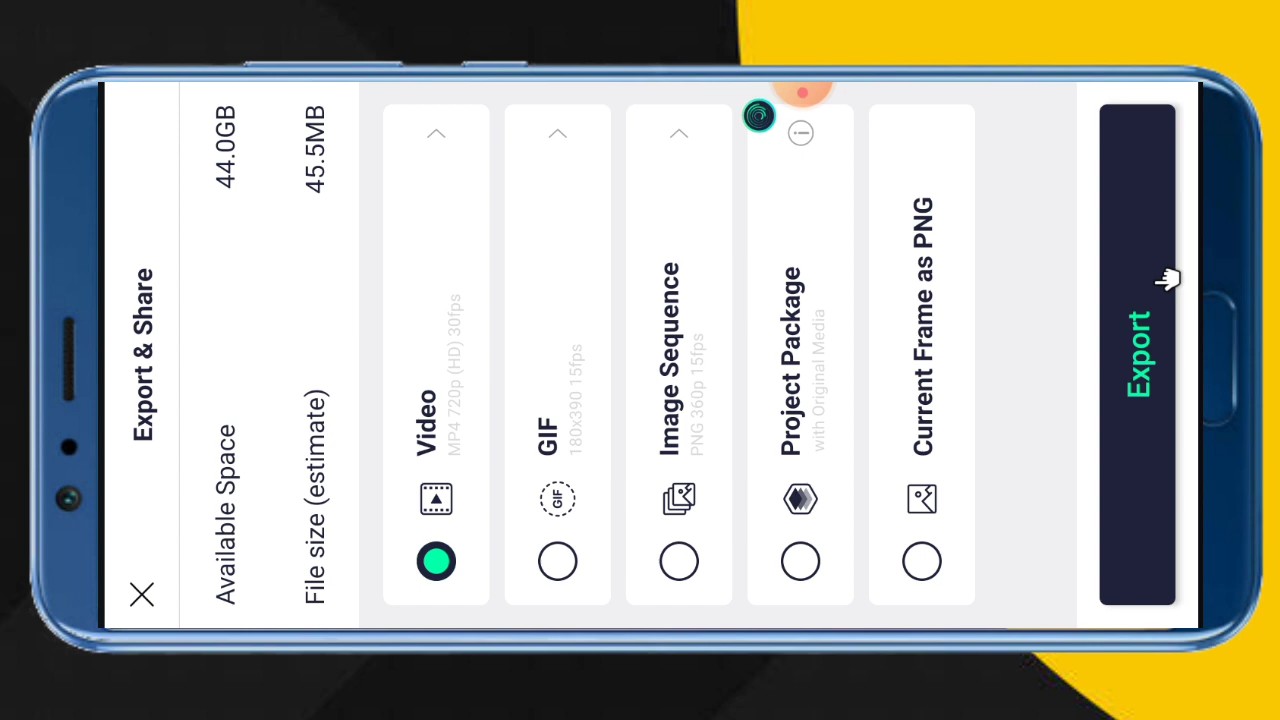 Export & Share
Available Space 44.0GB
File size (estimate) 45.5MB
Video
MP4 720p (HD) 30fps
GIF
GIF
180x390 15fps
Image Sequence
PNG 360p 15fps
Project Package
with Original Media
Current Frame as PNG
Export